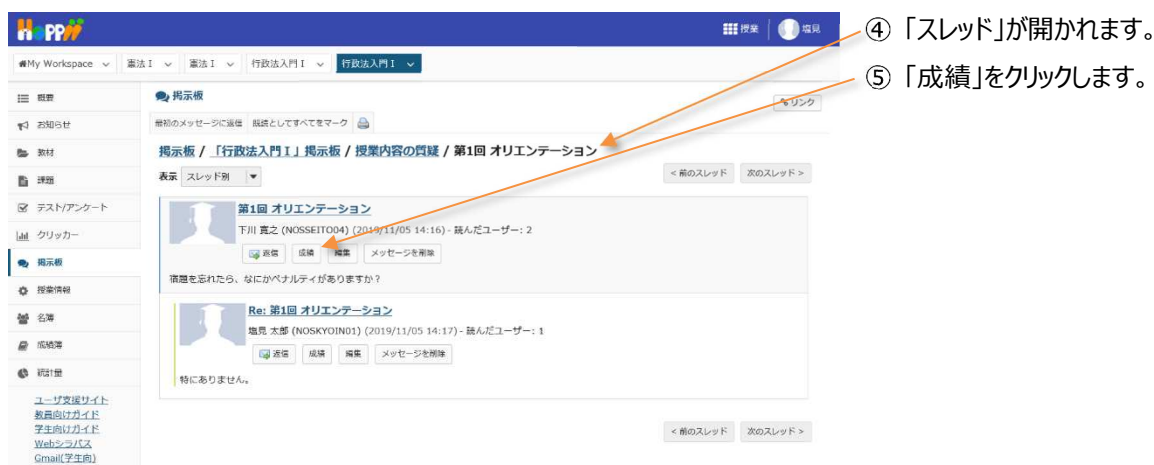 HoPPii
授業
塩見
④ 「スレッド」が開かれます。
My Workspace
憲法Ⅰ
憲法Ⅰ
行政法入門Ⅰ
行政法入門Ⅰ
⑤ 「成績」をクリックします。
概要
掲示板
リンク
お知らせ
最初のメッセージに返信 既読としてすべてをマーク
教材
掲示板 / 「行政法入門Ⅰ」掲示板 / 授業内容の質疑 / 第1回 オリエンテーション
課題
表示 スレッド別
< 前のスレッド 次のスレッド >
テスト/アンケート
第1回 オリエンテーション
クリッカー
下川 寛之 (NOSSEITO04) (2019/11/05 14:16) - 読んだユーザー: 2
返信 成績 編集 メッセージを削除
掲示板
宿題を忘れたら、なにかペナルティがありますか?
授業情報
名簿
Re: 第1回 オリエンテーション
塩見 太郎 (NOSKYOIN01) (2019/11/05 14:17) - 読んだユーザー: 1
成績簿
返信 成績 編集 メッセージを削除
統計量
特にありません。
ユーザ支援サイト
教員向けガイド
学生向けガイド
Webシラバス
Gmail(学生向)
< 前のスレッド 次のスレッド >